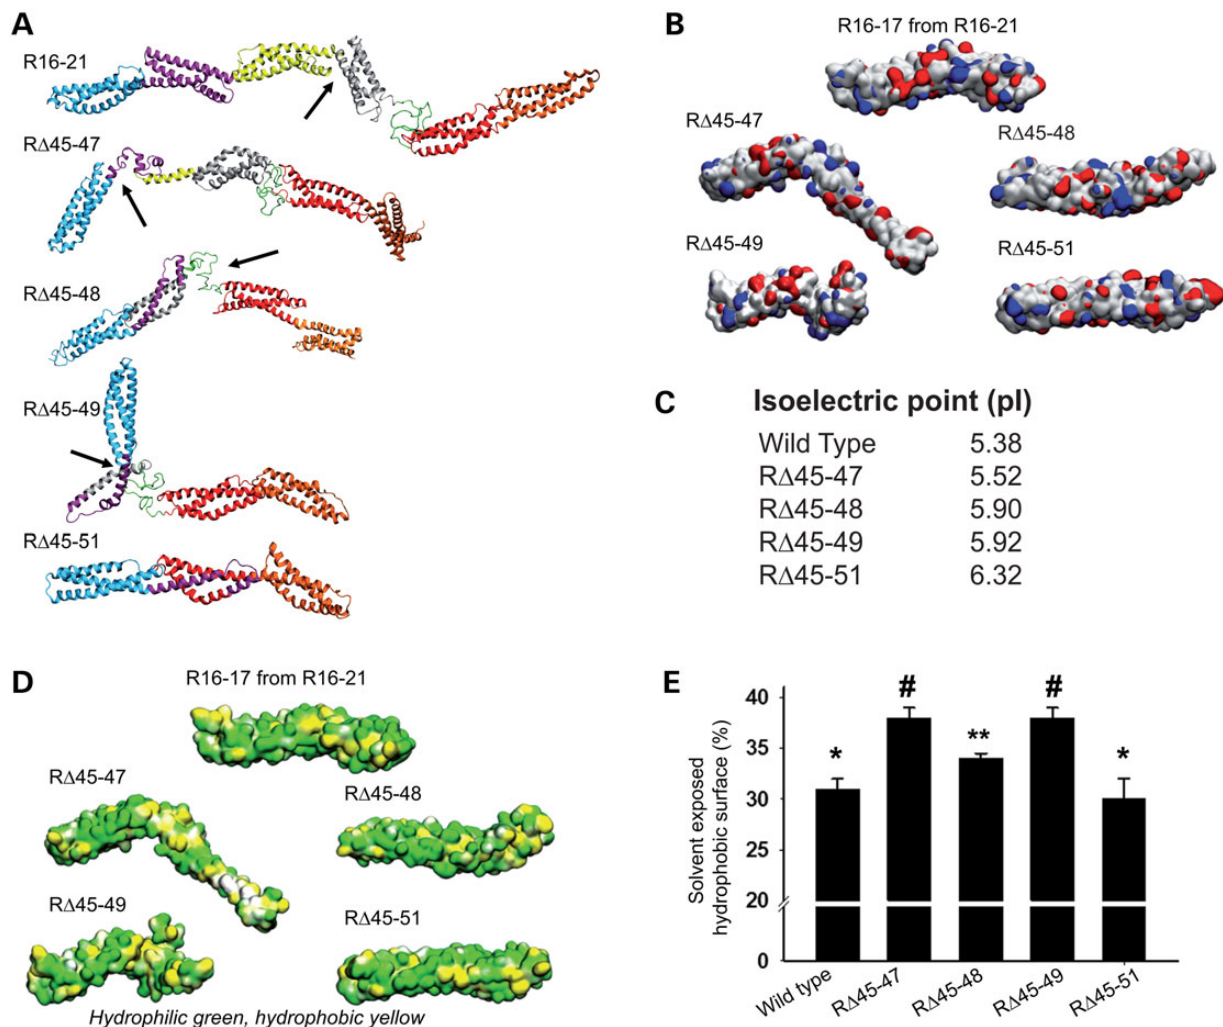 A
R16-21
RΔ45-47
RΔ45-48
RΔ45-49
RΔ45-51
B
R16-17 from R16-21
RΔ45-47
RΔ45-48
RΔ45-49
RΔ45-51
C
Isoelectric point (pI)
Wild Type 5.38
RΔ45-47 5.52
RΔ45-48 5.90
RΔ45-49 5.92
RΔ45-51 6.32
D
R16-17 from R16-21
RΔ45-47
RΔ45-48
RΔ45-49
RΔ45-51
Hydrophilic green, hydrophobic yellow
E
Solvent exposed
hydrophobic surface (%)
40
35
30
25
20
0
* # ** # *
Wild type
RΔ45-47
RΔ45-48
RΔ45-49
RΔ45-51